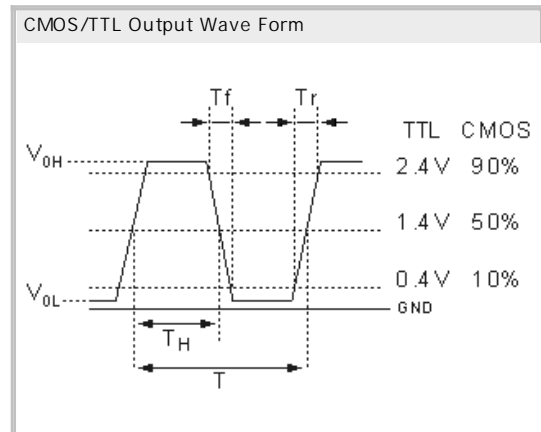 CMOS/TTL Output Wave Form
Tf Tr
TTL CMOS
V0H 2.4V 90%
1.4V 50%
0.4V 10%
V0L
GND
TH
T